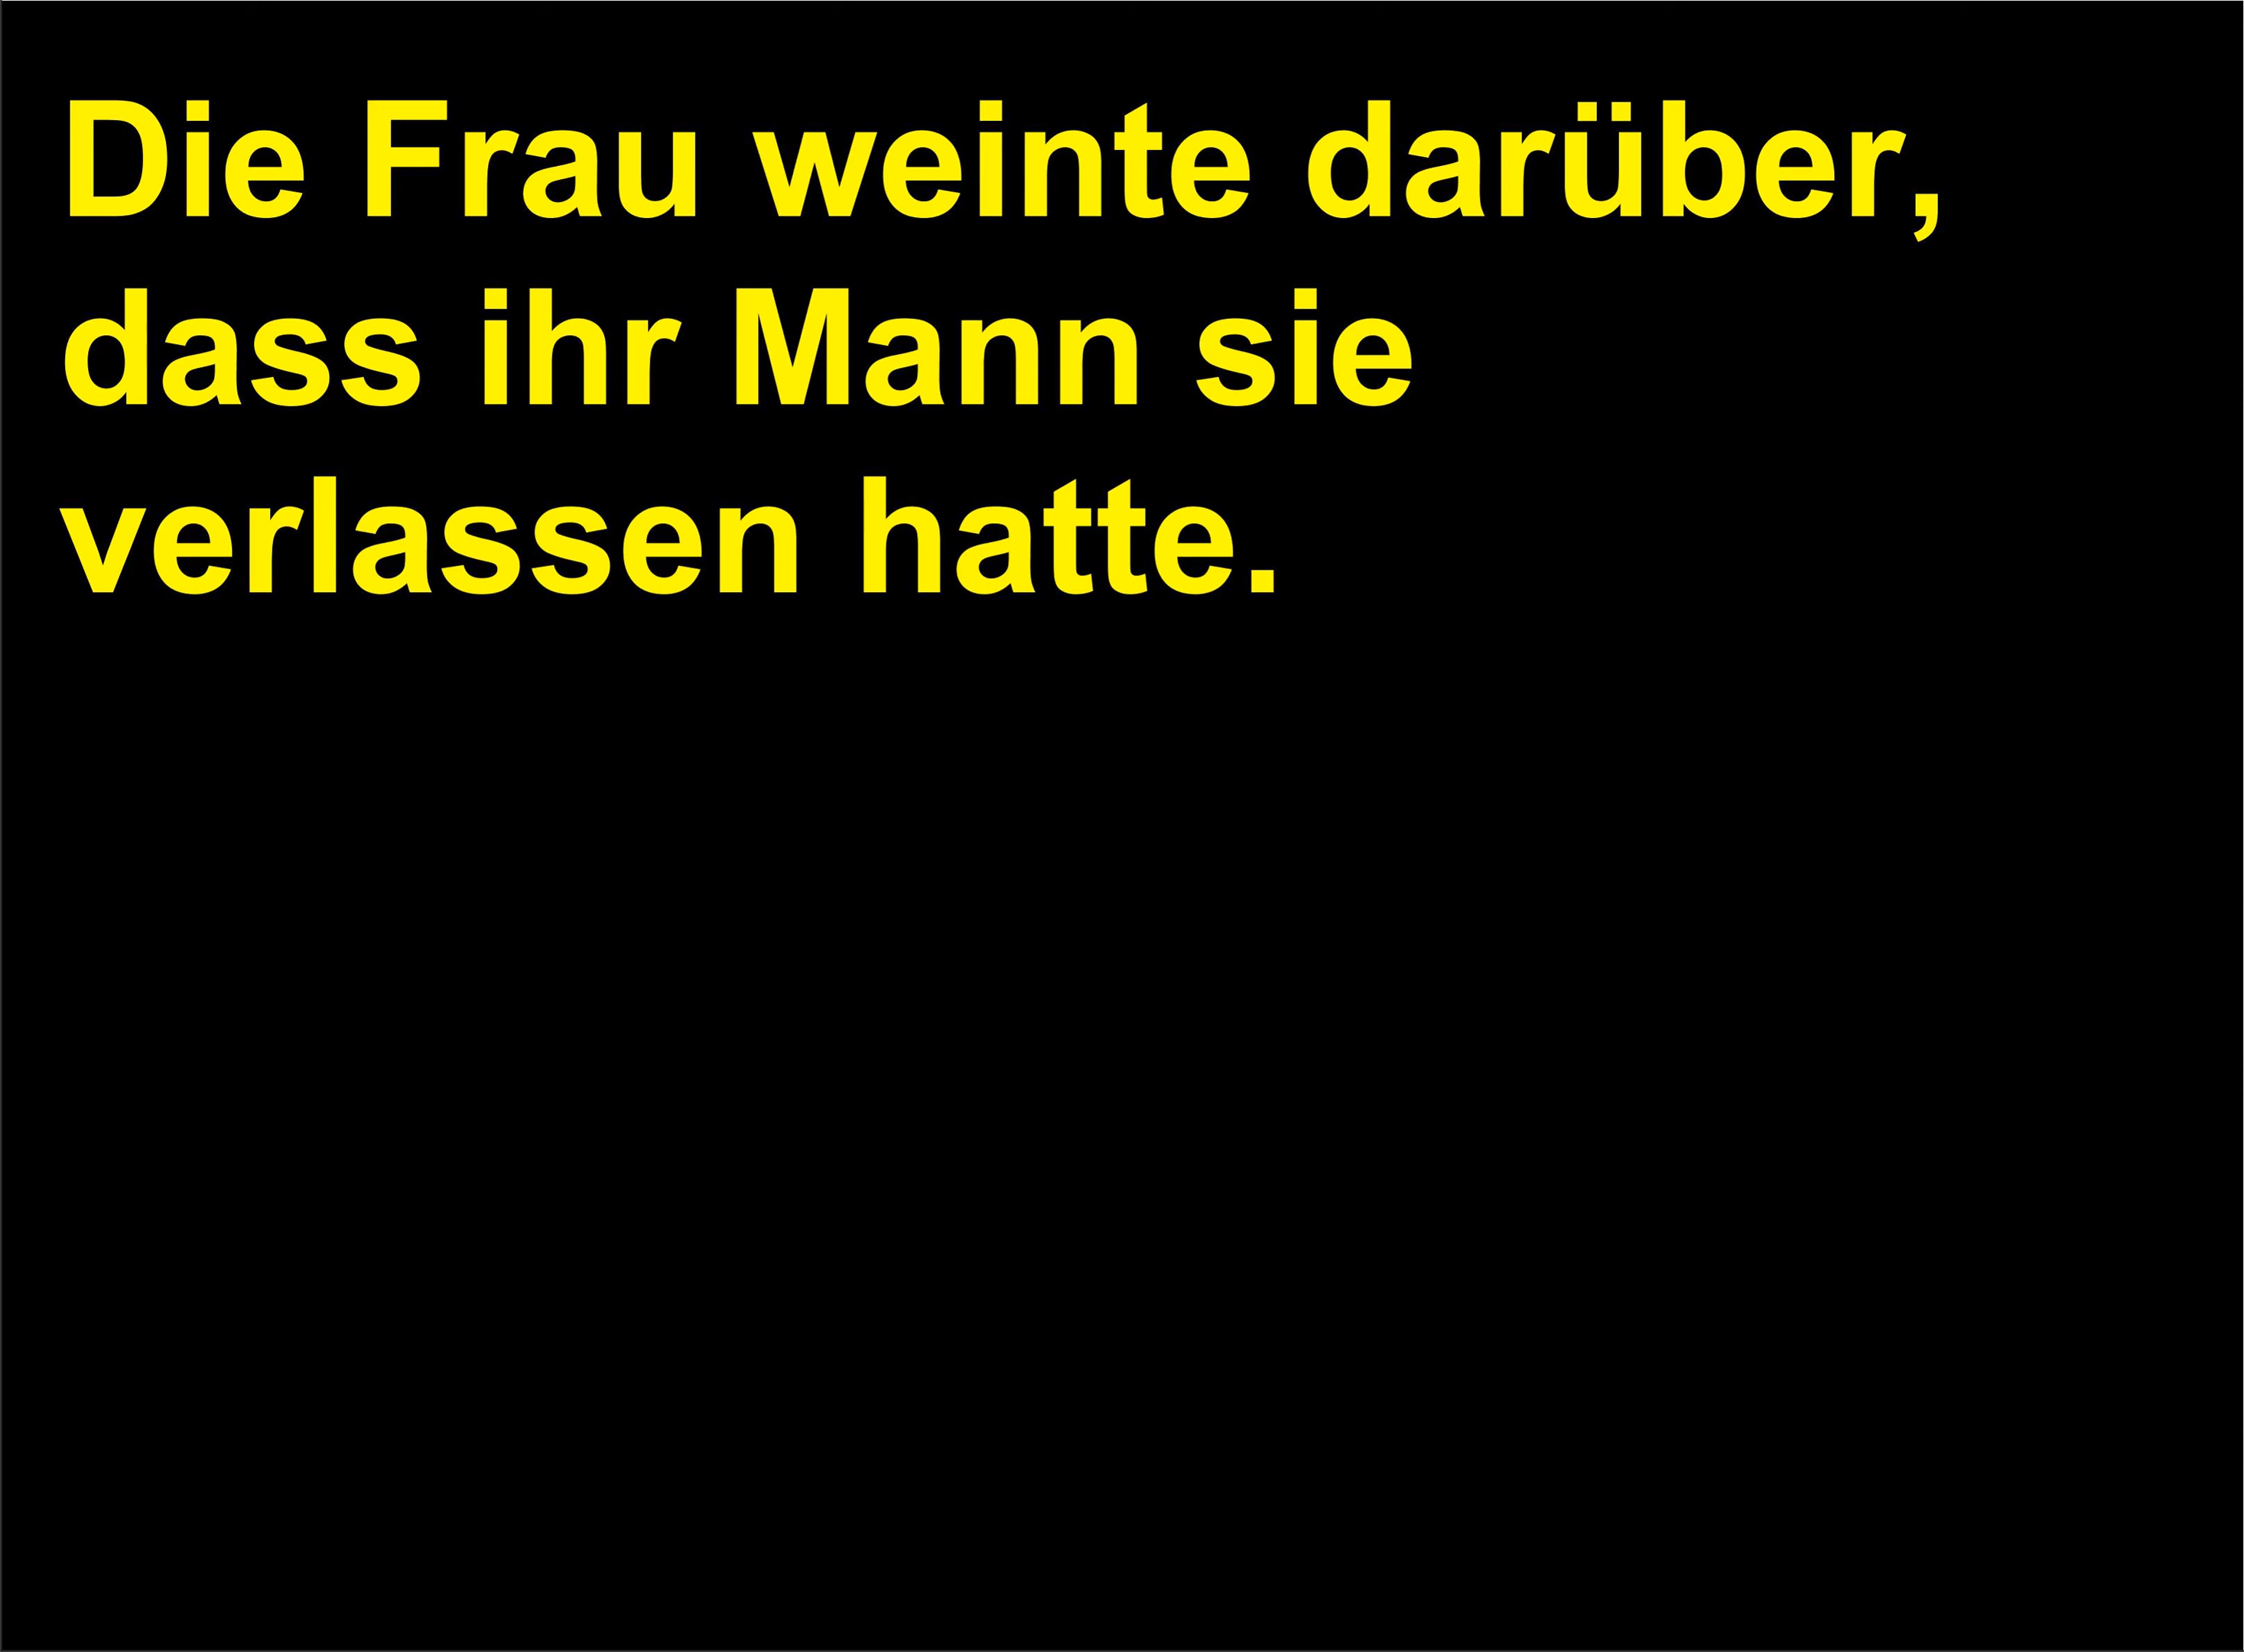 Die Frau weinte darüber,
dass ihr Mann sie
verlassen hatte.